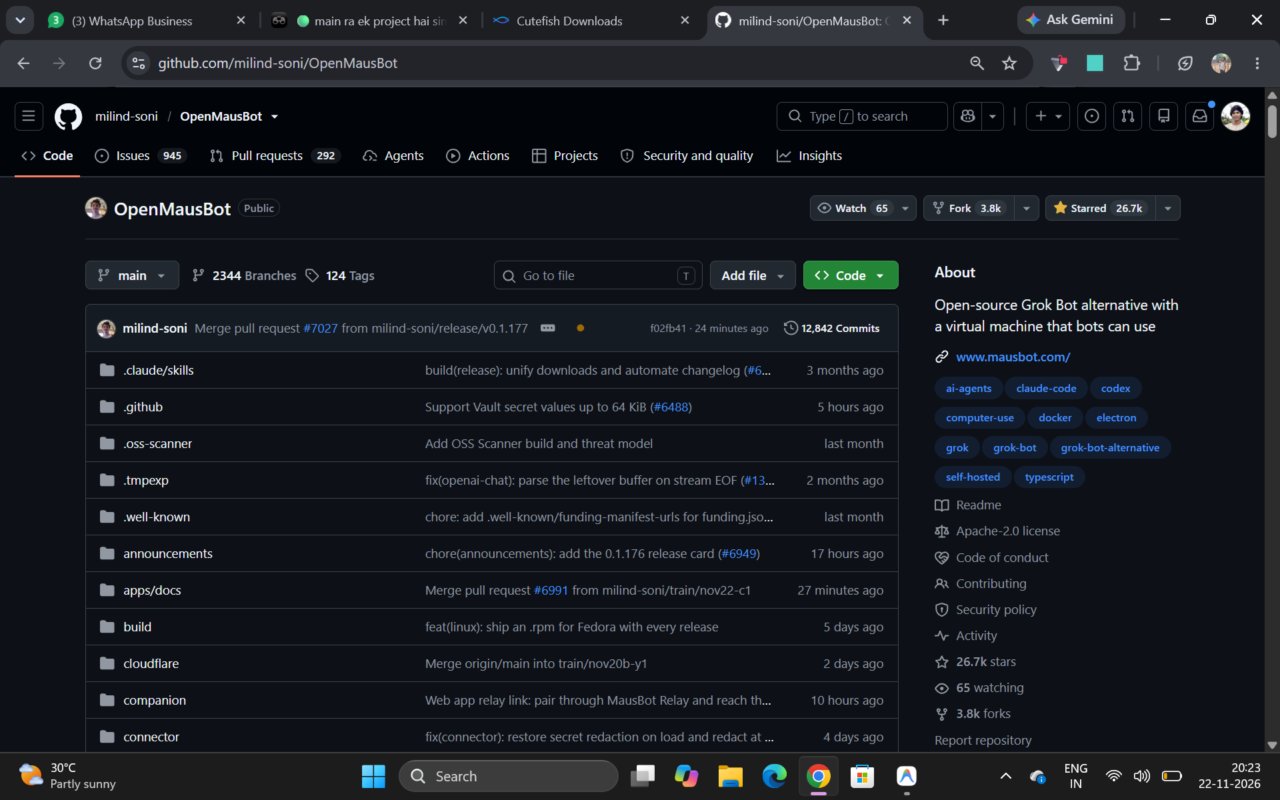 3 (3) WhatsApp Business
main ra ek project hai sir
Cutefish Downloads
milind-soni/OpenMausBot: O
Ask Gemini
github.com/milind-soni/OpenMausBot
milind-soni / OpenMausBot
Type / to search
Code
Issues 945
Pull requests 292
Agents
Actions
Projects
Security and quality
Insights
OpenMausBot Public
Watch 65
Fork 3.8k
Starred 26.7k
main
2344 Branches
124 Tags
Go to file T
Add file
Code
milind-soni Merge pull request #7027 from milind-soni/release/v0.1.177
f02fb41 · 24 minutes ago
12,842 Commits
.claude/skills build(release): unify downloads and automate changelog (#6... 3 months ago
.github Support Vault secret values up to 64 KiB (#6488) 5 hours ago
.oss-scanner Add OSS Scanner build and threat model last month
.tmpexp fix(openai-chat): parse the leftover buffer on stream EOF (#13... 2 months ago
.well-known chore: add .well-known/funding-manifest-urls for funding.jso... last month
announcements chore(announcements): add the 0.1.176 release card (#6949) 17 hours ago
apps/docs Merge pull request #6991 from milind-soni/train/nov22-c1 27 minutes ago
build feat(linux): ship an .rpm for Fedora with every release 5 days ago
cloudflare Merge origin/main into train/nov20b-y1 2 days ago
companion Web app relay link: pair through MausBot Relay and reach th... 10 hours ago
connector fix(connector): restore secret redaction on load and redact at ... 4 days ago
About
Open-source Grok Bot alternative with
a virtual machine that bots can use
www.mausbot.com/
ai-agents claude-code codex
computer-use docker electron
grok grok-bot grok-bot-alternative
self-hosted typescript
Readme
Apache-2.0 license
Code of conduct
Contributing
Security policy
Activity
26.7k stars
65 watching
3.8k forks
Report repository
30°C
Partly sunny
Search
ENG
IN
20:23
22-11-2026